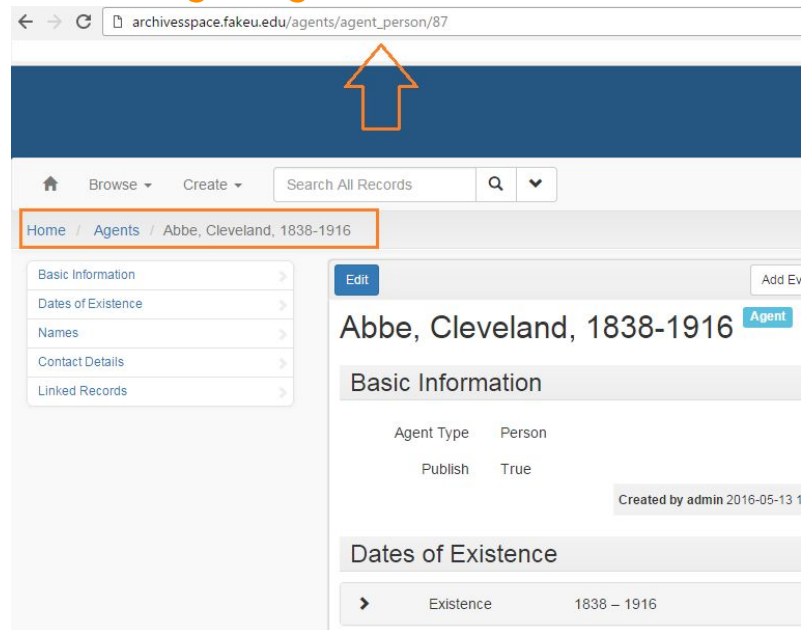 archivesspace.fakeu.edu/agents/agent_person/87
Browse Create Search All Records
Home / Agents / Abbe, Cleveland, 1838-1916
Basic Information
Dates of Existence
Names
Contact Details
Linked Records
Edit Add
Abbe, Cleveland, 1838-1916 Agent
Basic Information
Agent Type Person
Publish True
Created by admin 2016-05-13
Dates of Existence
Existence 1838 – 1916